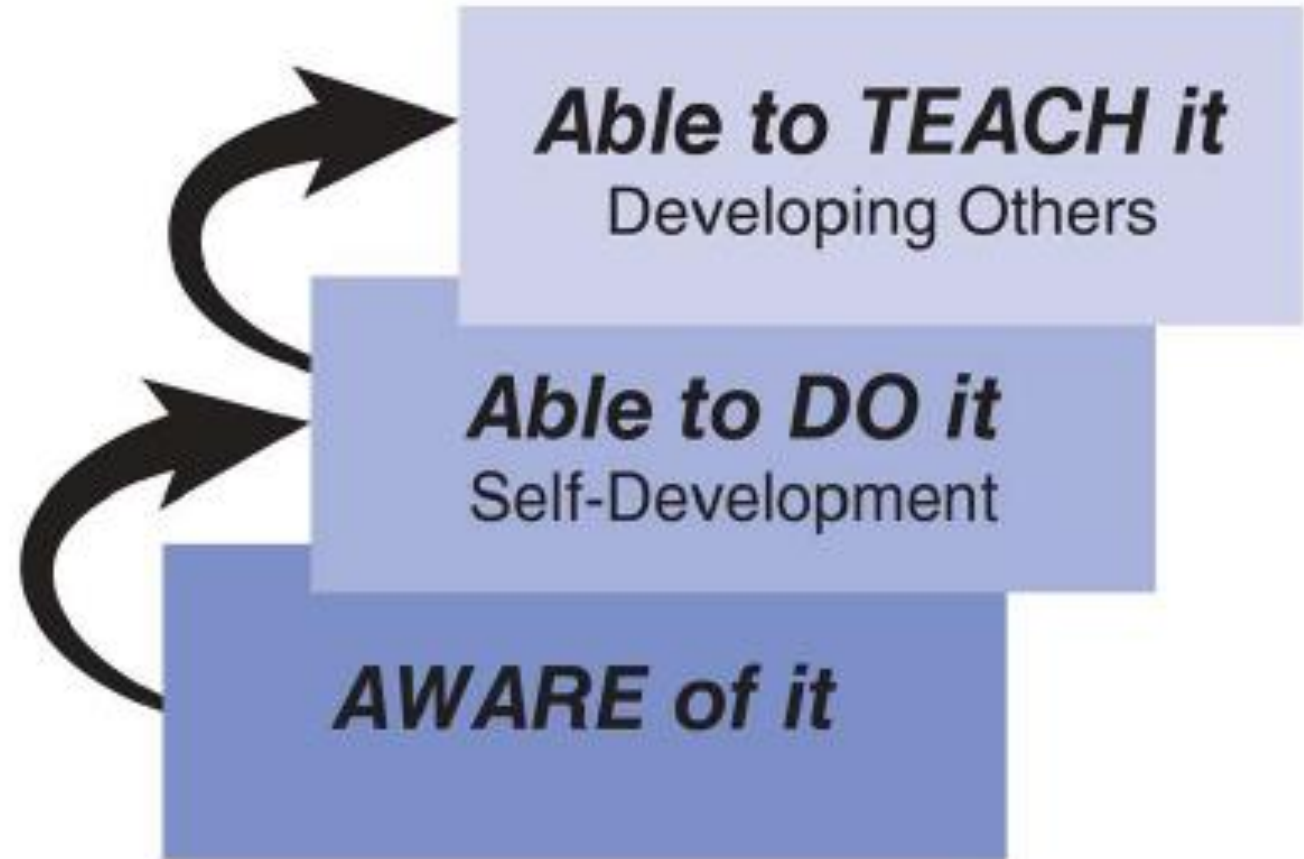 Able to TEACH it
Developing Others
Able to DO it
Self-Development
AWARE of it